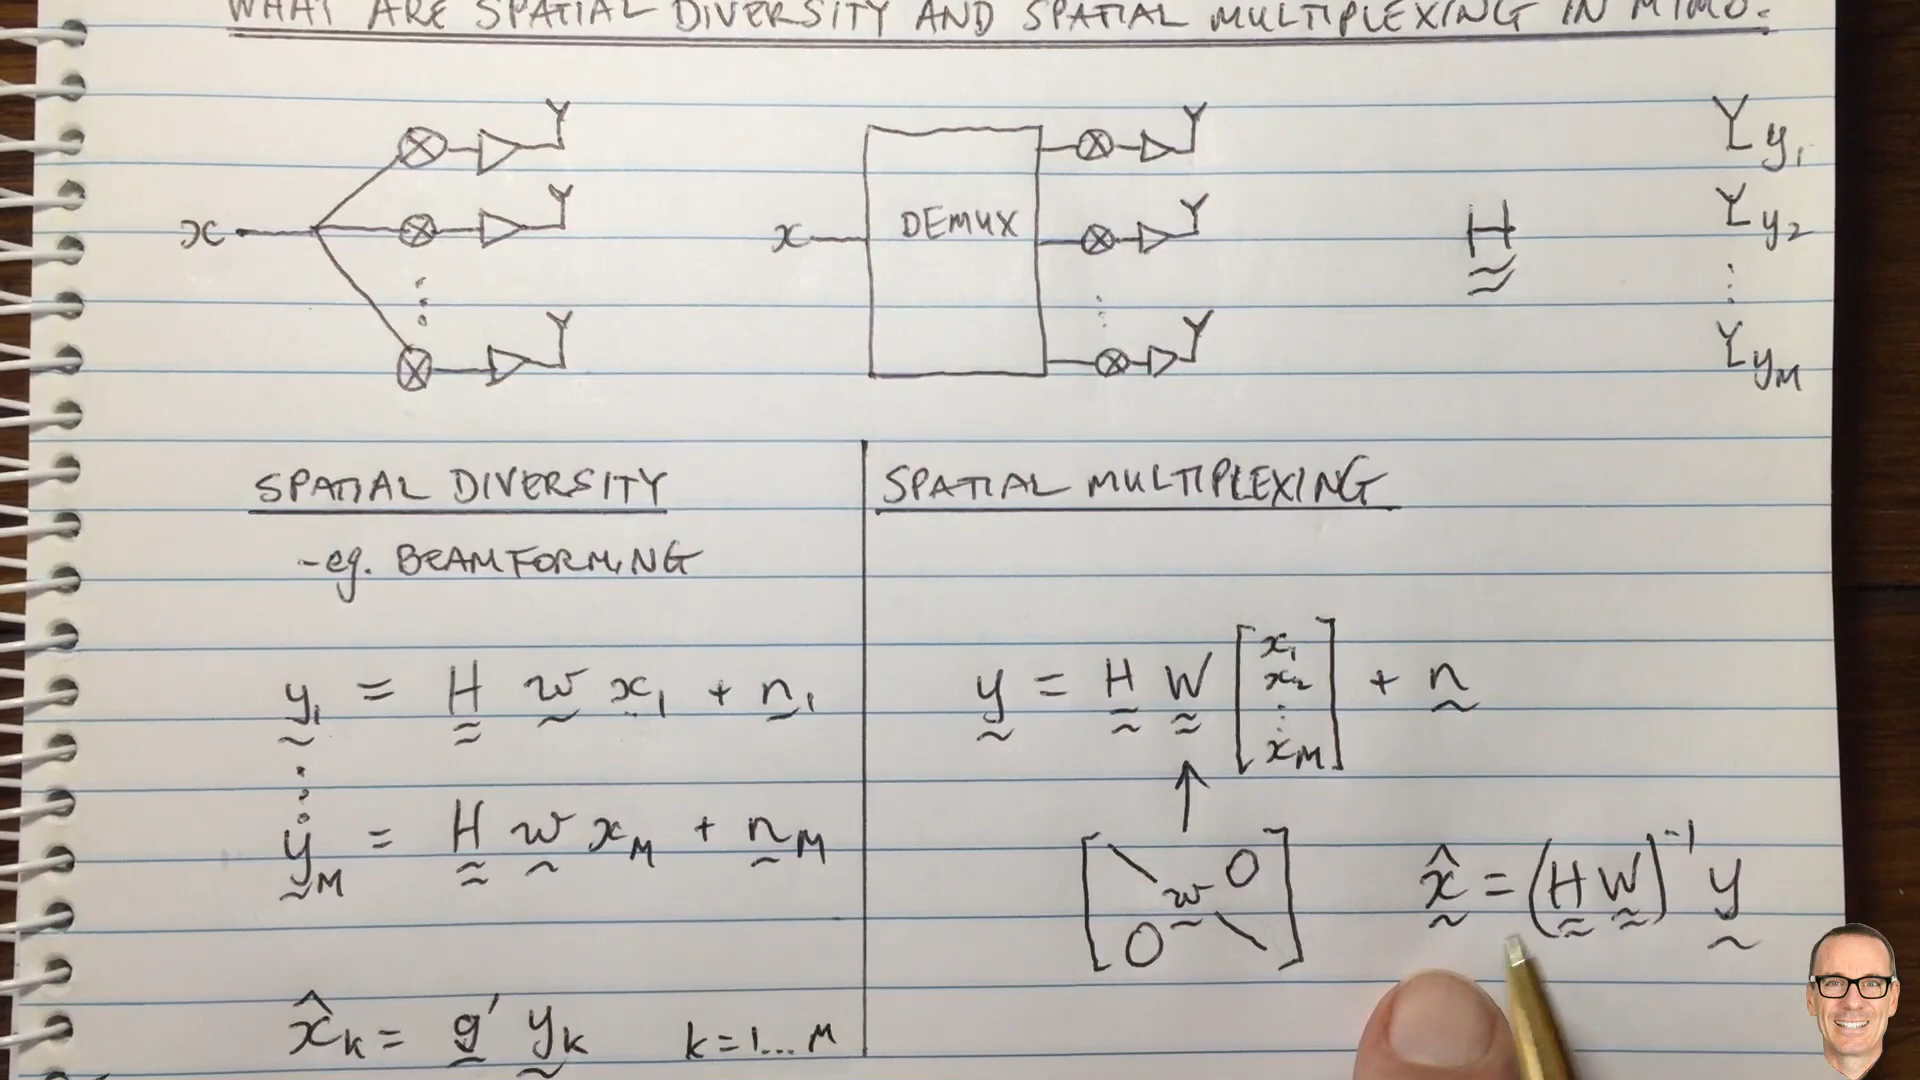 WHAT ARE SPATIAL DIVERSITY AND SPATIAL MULTIPLEXING IN MIMO?
x
x
DEMUX
H
y1
y2
⋮
yM
SPATIAL DIVERSITY
-eg. BEAMFORMING
y1 = H w x1 + n1
⋮
yM = H w xM + nM
x̂k = g' yk k=1...M
SPATIAL MULTIPLEXING
y = H W [x1 x2 ⋮ xM] + n
[\ w \ 0 0]
x̂ = (H W)⁻¹ y